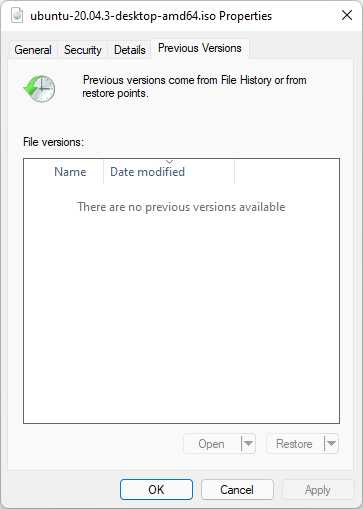 ubuntu-20.04.3-desktop-amd64.iso Properties
General Security Details Previous Versions
Previous versions come from File History or from
restore points.
File versions:
Name Date modified
There are no previous versions available
Open Restore
OK Cancel Apply